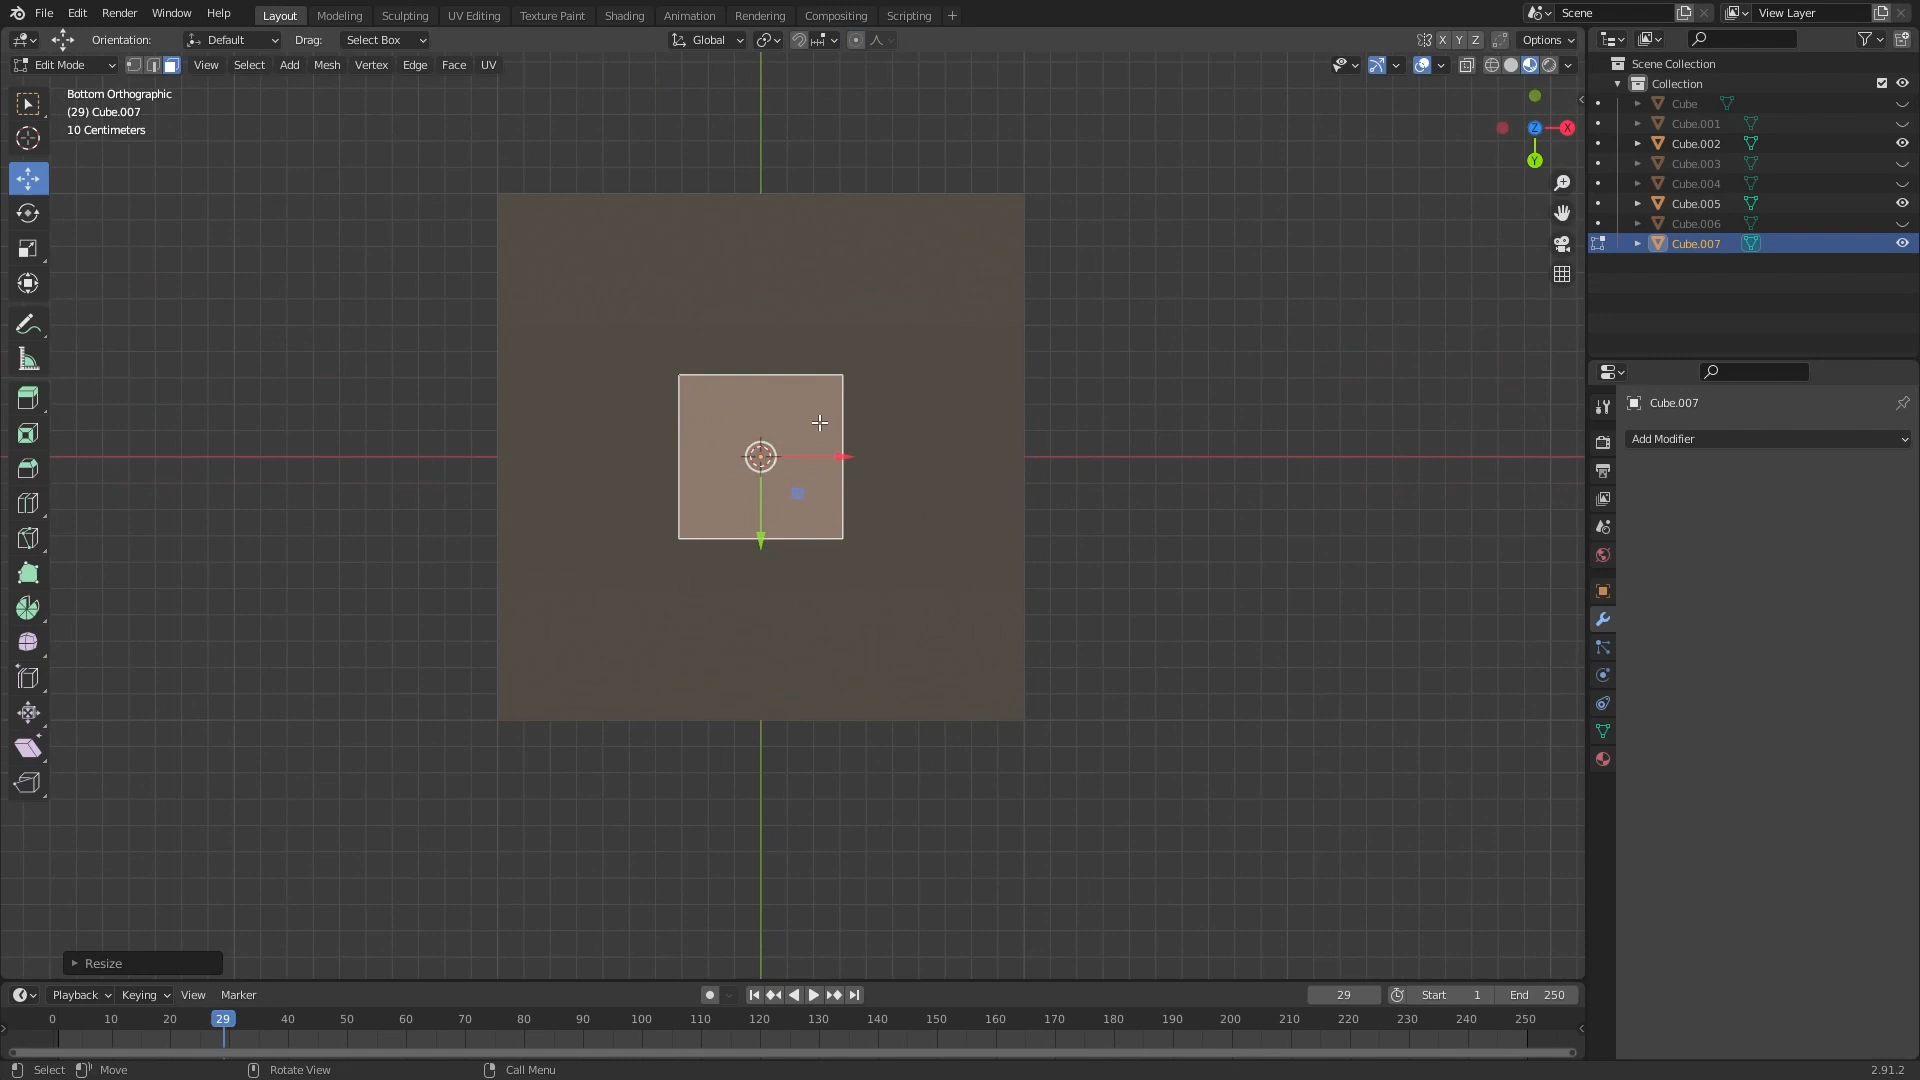 File Edit Render Window Help Layout Modeling Sculpting UV Editing Texture Paint Shading Animation Rendering Compositing Scripting + Scene View Layer
Orientation: Default Drag: Select Box Global X Y Z Options
Edit Mode View Select Add Mesh Vertex Edge Face UV
Bottom Orthographic
(29) Cube.007
10 Centimeters
X
Y
Z
Scene Collection
Collection
Cube
Cube.001
Cube.002
Cube.003
Cube.004
Cube.005
Cube.006
Cube.007
Cube.007
Add Modifier
Resize
Playback Keying View Marker 29 Start 1 End 250
0 10 20 29 40 50 60 70 80 90 100 110 120 130 140 150 160 170 180 190 200 210 220 230 240 250
Select Move Rotate View Call Menu 2.91.2